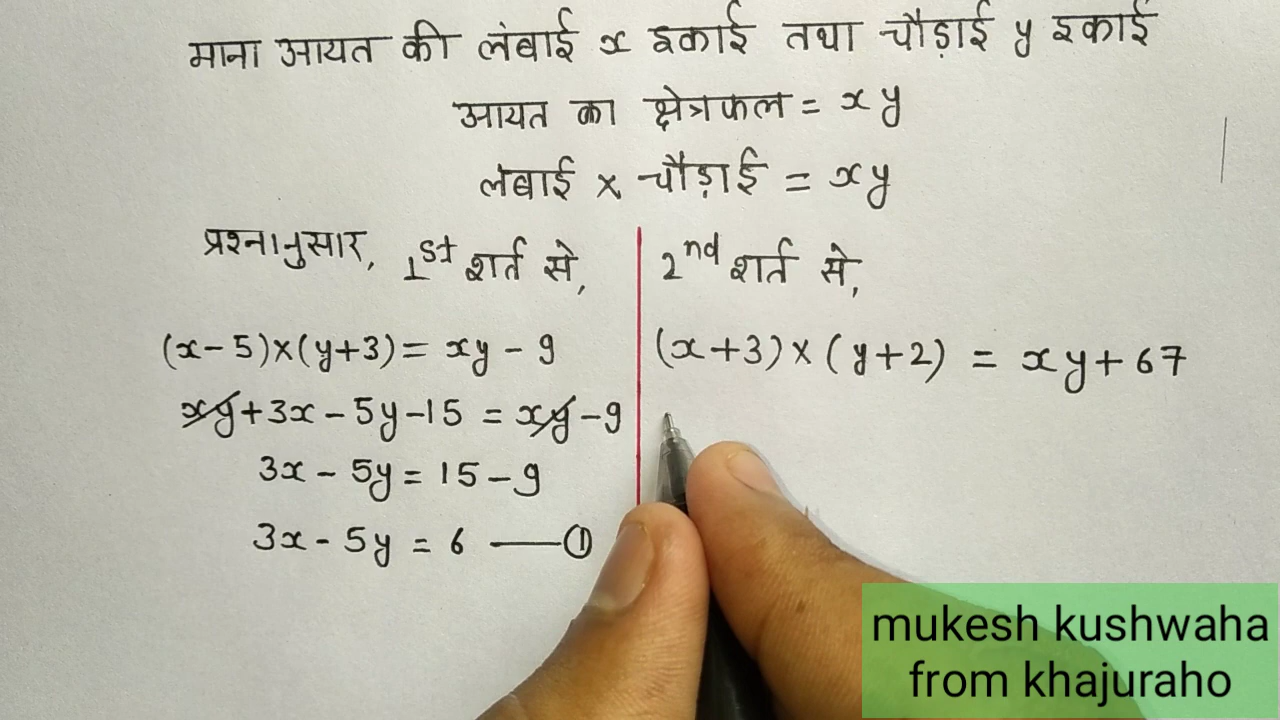 माना आयत की लंबाई x इकाई तथा चौड़ाई y इकाई
आयत का क्षेत्रफल = xy
लंबाई × चौड़ाई = xy
प्रश्नानुसार, 1st शर्त से,
(x-5)×(y+3) = xy - 9
xy+3x-5y-15 = xy-9
3x - 5y = 15-9
3x - 5y = 6 —— ①
2nd शर्त से,
(x+3)×(y+2) = xy+67
mukesh kushwaha
from khajuraho